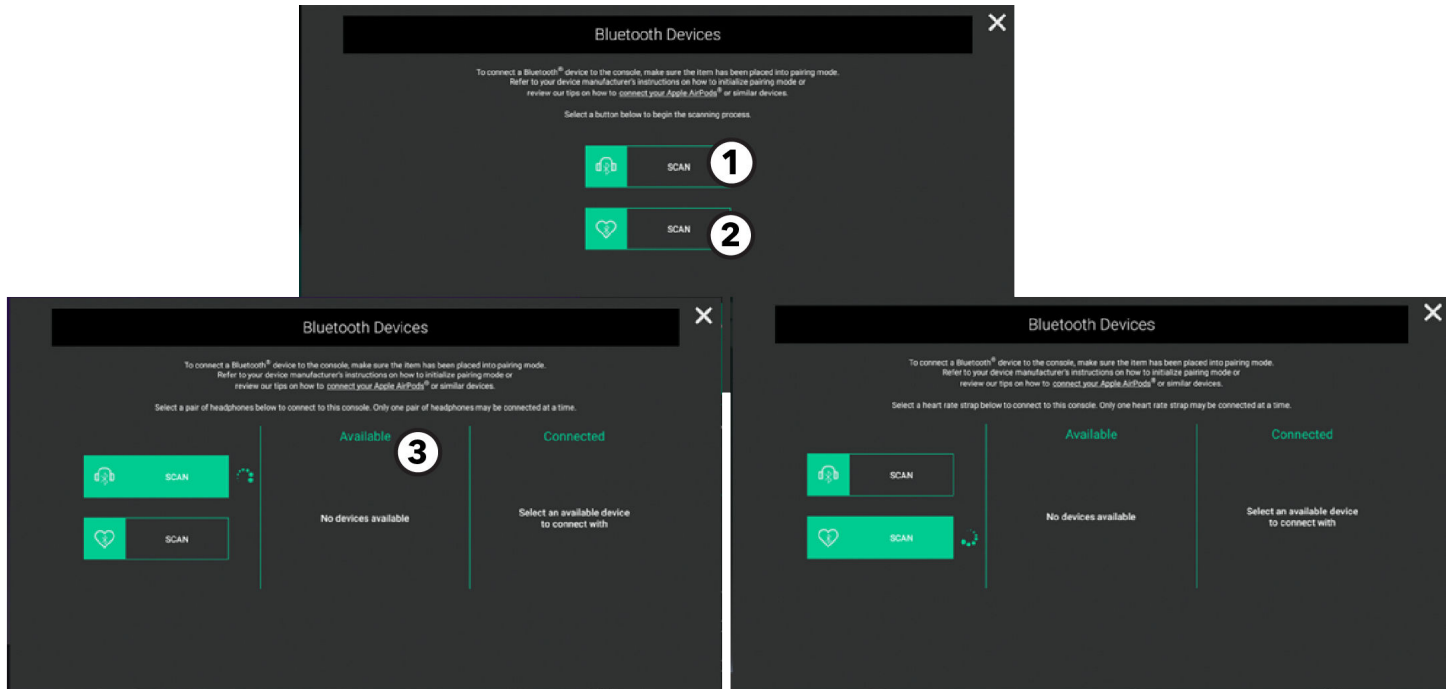 Bluetooth Devices
To connect a Bluetooth® device to the console, make sure the item has been placed into pairing mode.
Refer to your device manufacturer's instructions on how to initialize pairing mode or
review our tips on how to connect your Apple AirPods® or similar devices.
Select a button below to begin the scanning process.
SCAN
1
SCAN
2
Bluetooth Devices
To connect a Bluetooth® device to the console, make sure the item has been placed into pairing mode.
Refer to your device manufacturer's instructions on how to initialize pairing mode or
review our tips on how to connect your Apple AirPods® or similar devices.
Select a pair of headphones below to connect to this console. Only one pair of headphones may be connected at a time.
SCAN
SCAN
Available
3
No devices available
Connected
Select an available device
to connect with
Bluetooth Devices
To connect a Bluetooth® device to the console, make sure the item has been placed into pairing mode.
Refer to your device manufacturer's instructions on how to initialize pairing mode or
review our tips on how to connect your Apple AirPods® or similar devices.
Select a heart rate strap below to connect to this console. Only one heart rate strap may be connected at a time.
SCAN
SCAN
Available
No devices available
Connected
Select an available device
to connect with